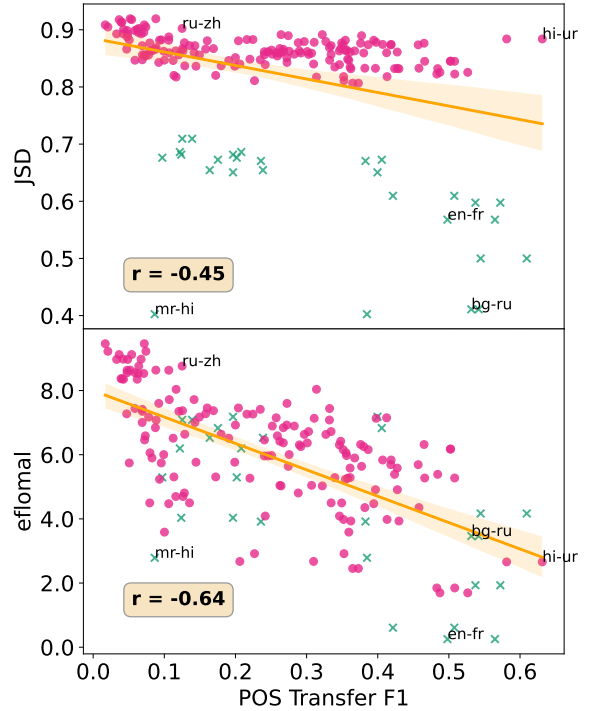 0.9
0.8
0.7
0.6
0.5
0.4
JSD
ru-zh
hi-ur
en-fr
r = -0.45
mr-hi
bg-ru
8.0
6.0
4.0
2.0
0.0
eflomal
ru-zh
bg-ru
mr-hi
hi-ur
r = -0.64
en-fr
0.0 0.1 0.2 0.3 0.4 0.5 0.6
POS Transfer F1